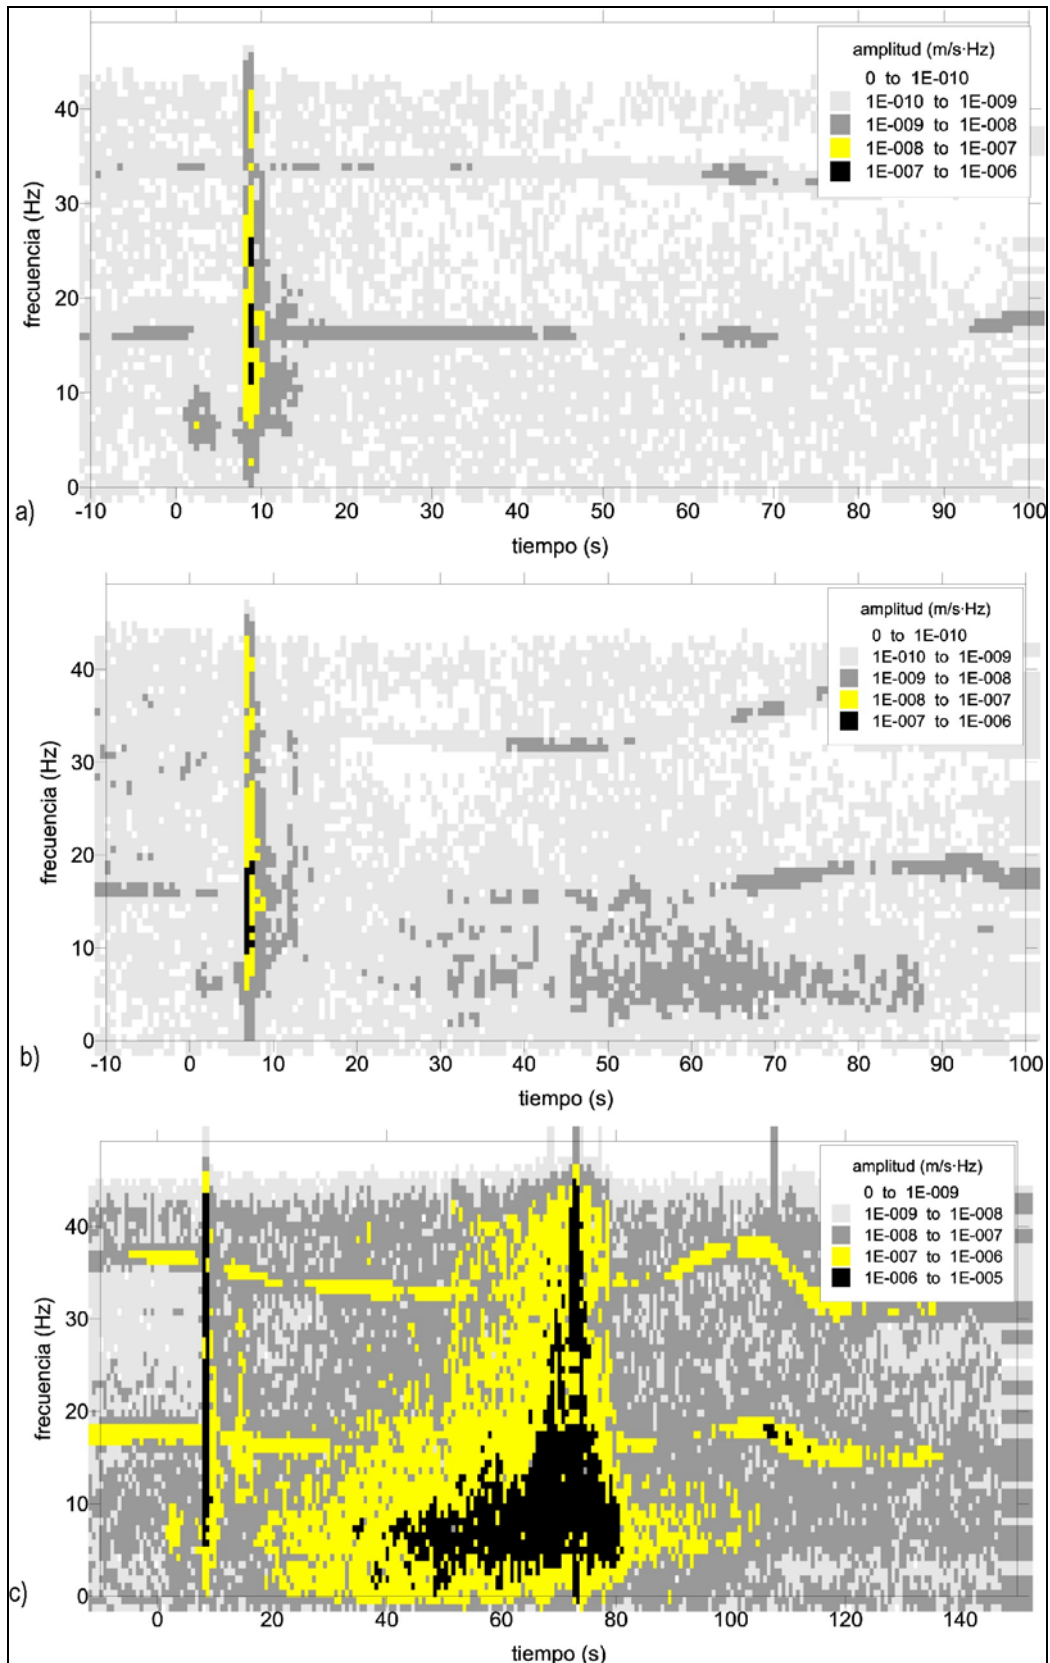 amplitud (m/s·Hz)
0 to 1E-010
1E-010 to 1E-009
1E-009 to 1E-008
1E-008 to 1E-007
1E-007 to 1E-006
frecuencia (Hz)
40
30
20
10
0
-10 0 10 20 30 40 50 60 70 80 90 100
tiempo (s)
a)
amplitud (m/s·Hz)
0 to 1E-010
1E-010 to 1E-009
1E-009 to 1E-008
1E-008 to 1E-007
1E-007 to 1E-006
frecuencia (Hz)
40
30
20
10
0
-10 0 10 20 30 40 50 60 70 80 90 100
tiempo (s)
b)
amplitud (m/s·Hz)
0 to 1E-009
1E-009 to 1E-008
1E-008 to 1E-007
1E-007 to 1E-006
1E-006 to 1E-005
frecuencia (Hz)
40
30
20
10
0
0 20 40 60 80 100 120 140
tiempo (s)
c)